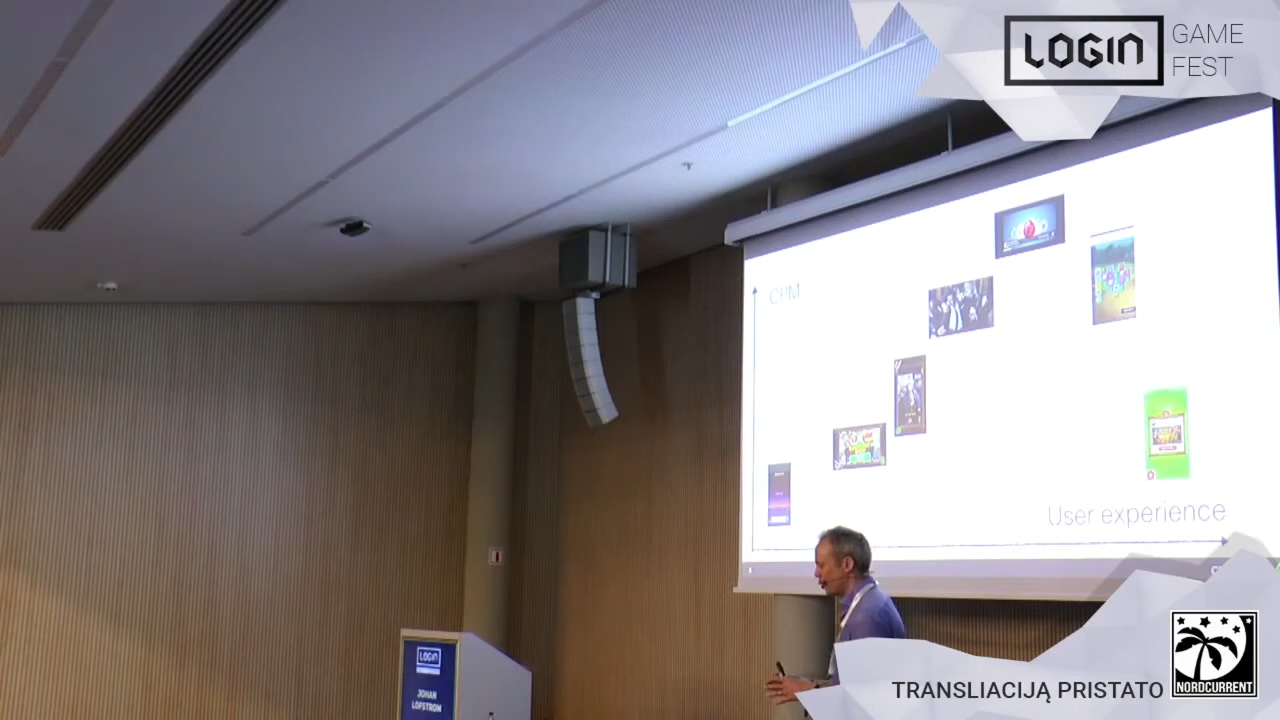 LOGIN
GAME
FEST
CPM
User experience
LOGIN
JOHAN
LOFSTROM
TRANSLIACIJĄ PRISTATO
NORDCURRENT